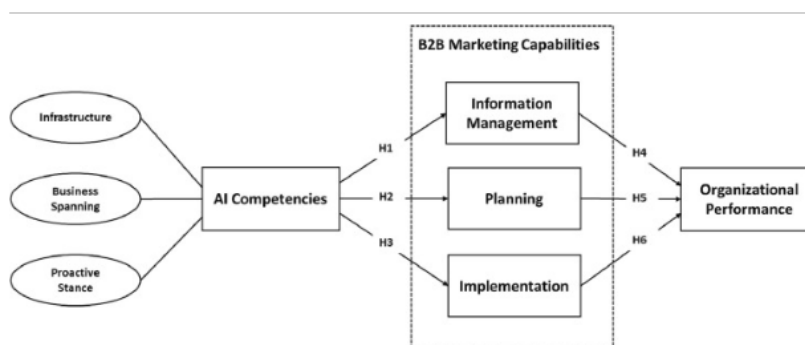 B2B Marketing Capabilities
Infrastructure
Business
Spanning
Proactive
Stance
AI Competencies
H1
H2
H3
Information
Management
Planning
Implementation
H4
H5
H6
Organizational
Performance